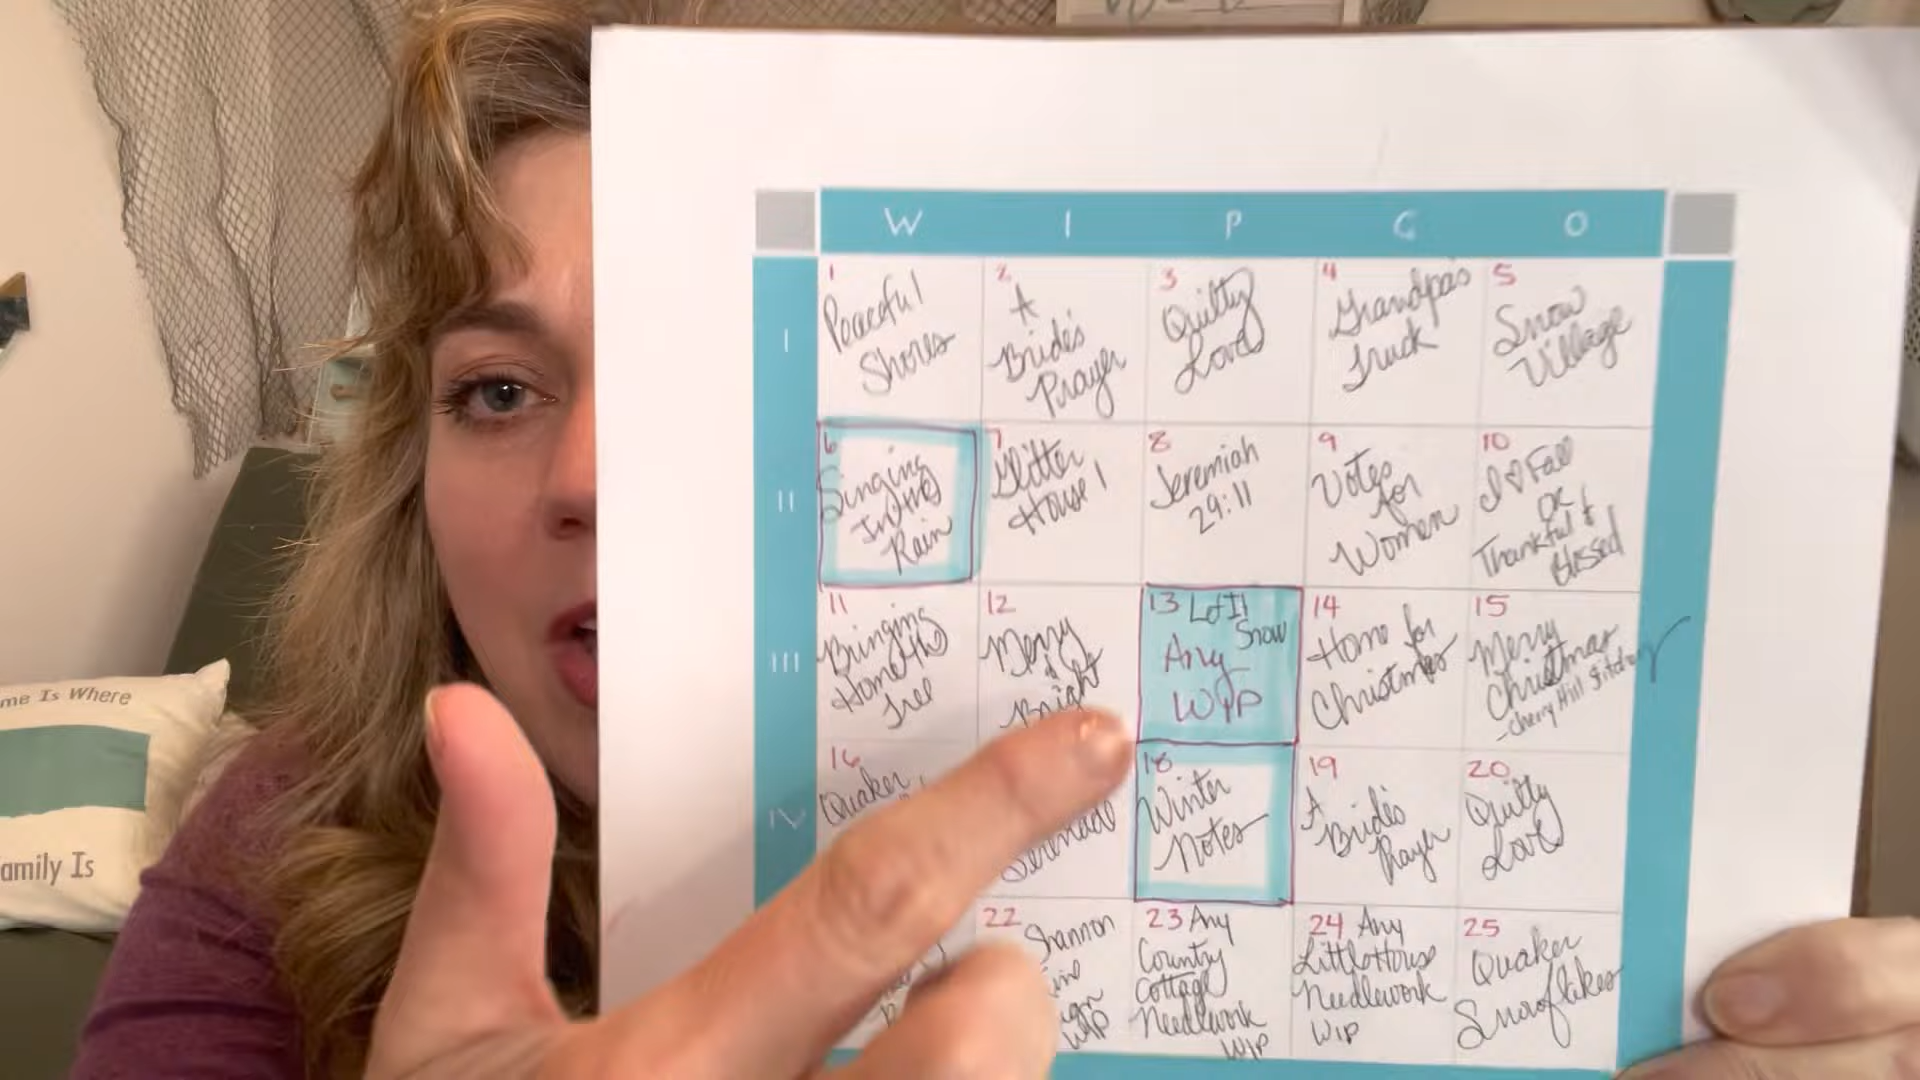 W I P G O
I
1
Peaceful
Shores
2
A
Bride's
Prayer
3
Quilty
Love
4
Grandpa's
Truck
5
Snow
Village
II
6
Singing
In the
Rain
7
Glitter
House 1
8
Jeremiah
29:11
9
Votes
for
Women
10
I ♡ Fall
OR
Thankful &
Blessed
III
11
Bringing
Home the
Tree
12
Merry
&
Bright
13 Let It
Snow
Any
WIP
14
Home for
Christmas
15
Merry
Christmas
-Cherry Hill Stitchery
IV
16
Quaker
Serenade
18
Winter
Notes
19
A
Bride's
Prayer
20
Quilty
Love
22 Shannon
WIP
23 Any
Country
Cottage
Needlework
WIP
24 Any
Little House
Needlework
WIP
25
Quaker
Snowflakes
me Is Where
amily Is